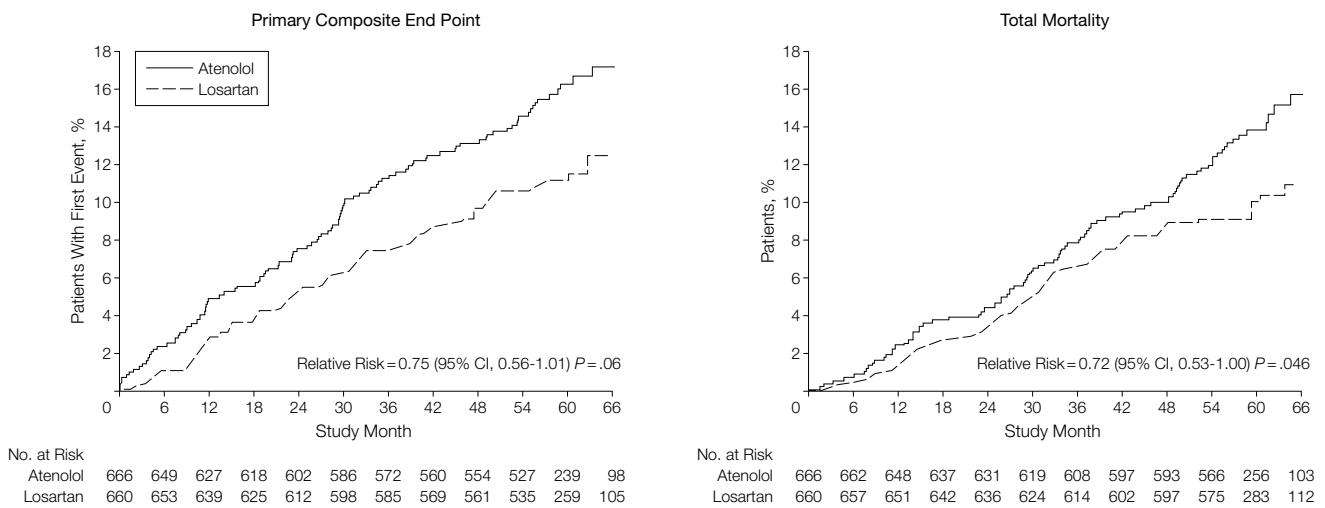 Primary Composite End Point
18
16
14
12
10
8
6
4
2
0
Patients With First Event, %
Atenolol
Losartan
Relative Risk=0.75 (95% CI, 0.56-1.01) P=.06
6 12 18 24 30 36 42 48 54 60 66
Study Month
No. at Risk
Atenolol 666 649 627 618 602 586 572 560 554 527 239 98
Losartan 660 653 639 625 612 598 585 569 561 535 259 105
Total Mortality
18
16
14
12
10
8
6
4
2
0
Patients, %
Relative Risk=0.72 (95% CI, 0.53-1.00) P=.046
6 12 18 24 30 36 42 48 54 60 66
Study Month
No. at Risk
Atenolol 666 662 648 637 631 619 608 597 593 566 256 103
Losartan 660 657 651 642 636 624 614 602 597 575 283 112